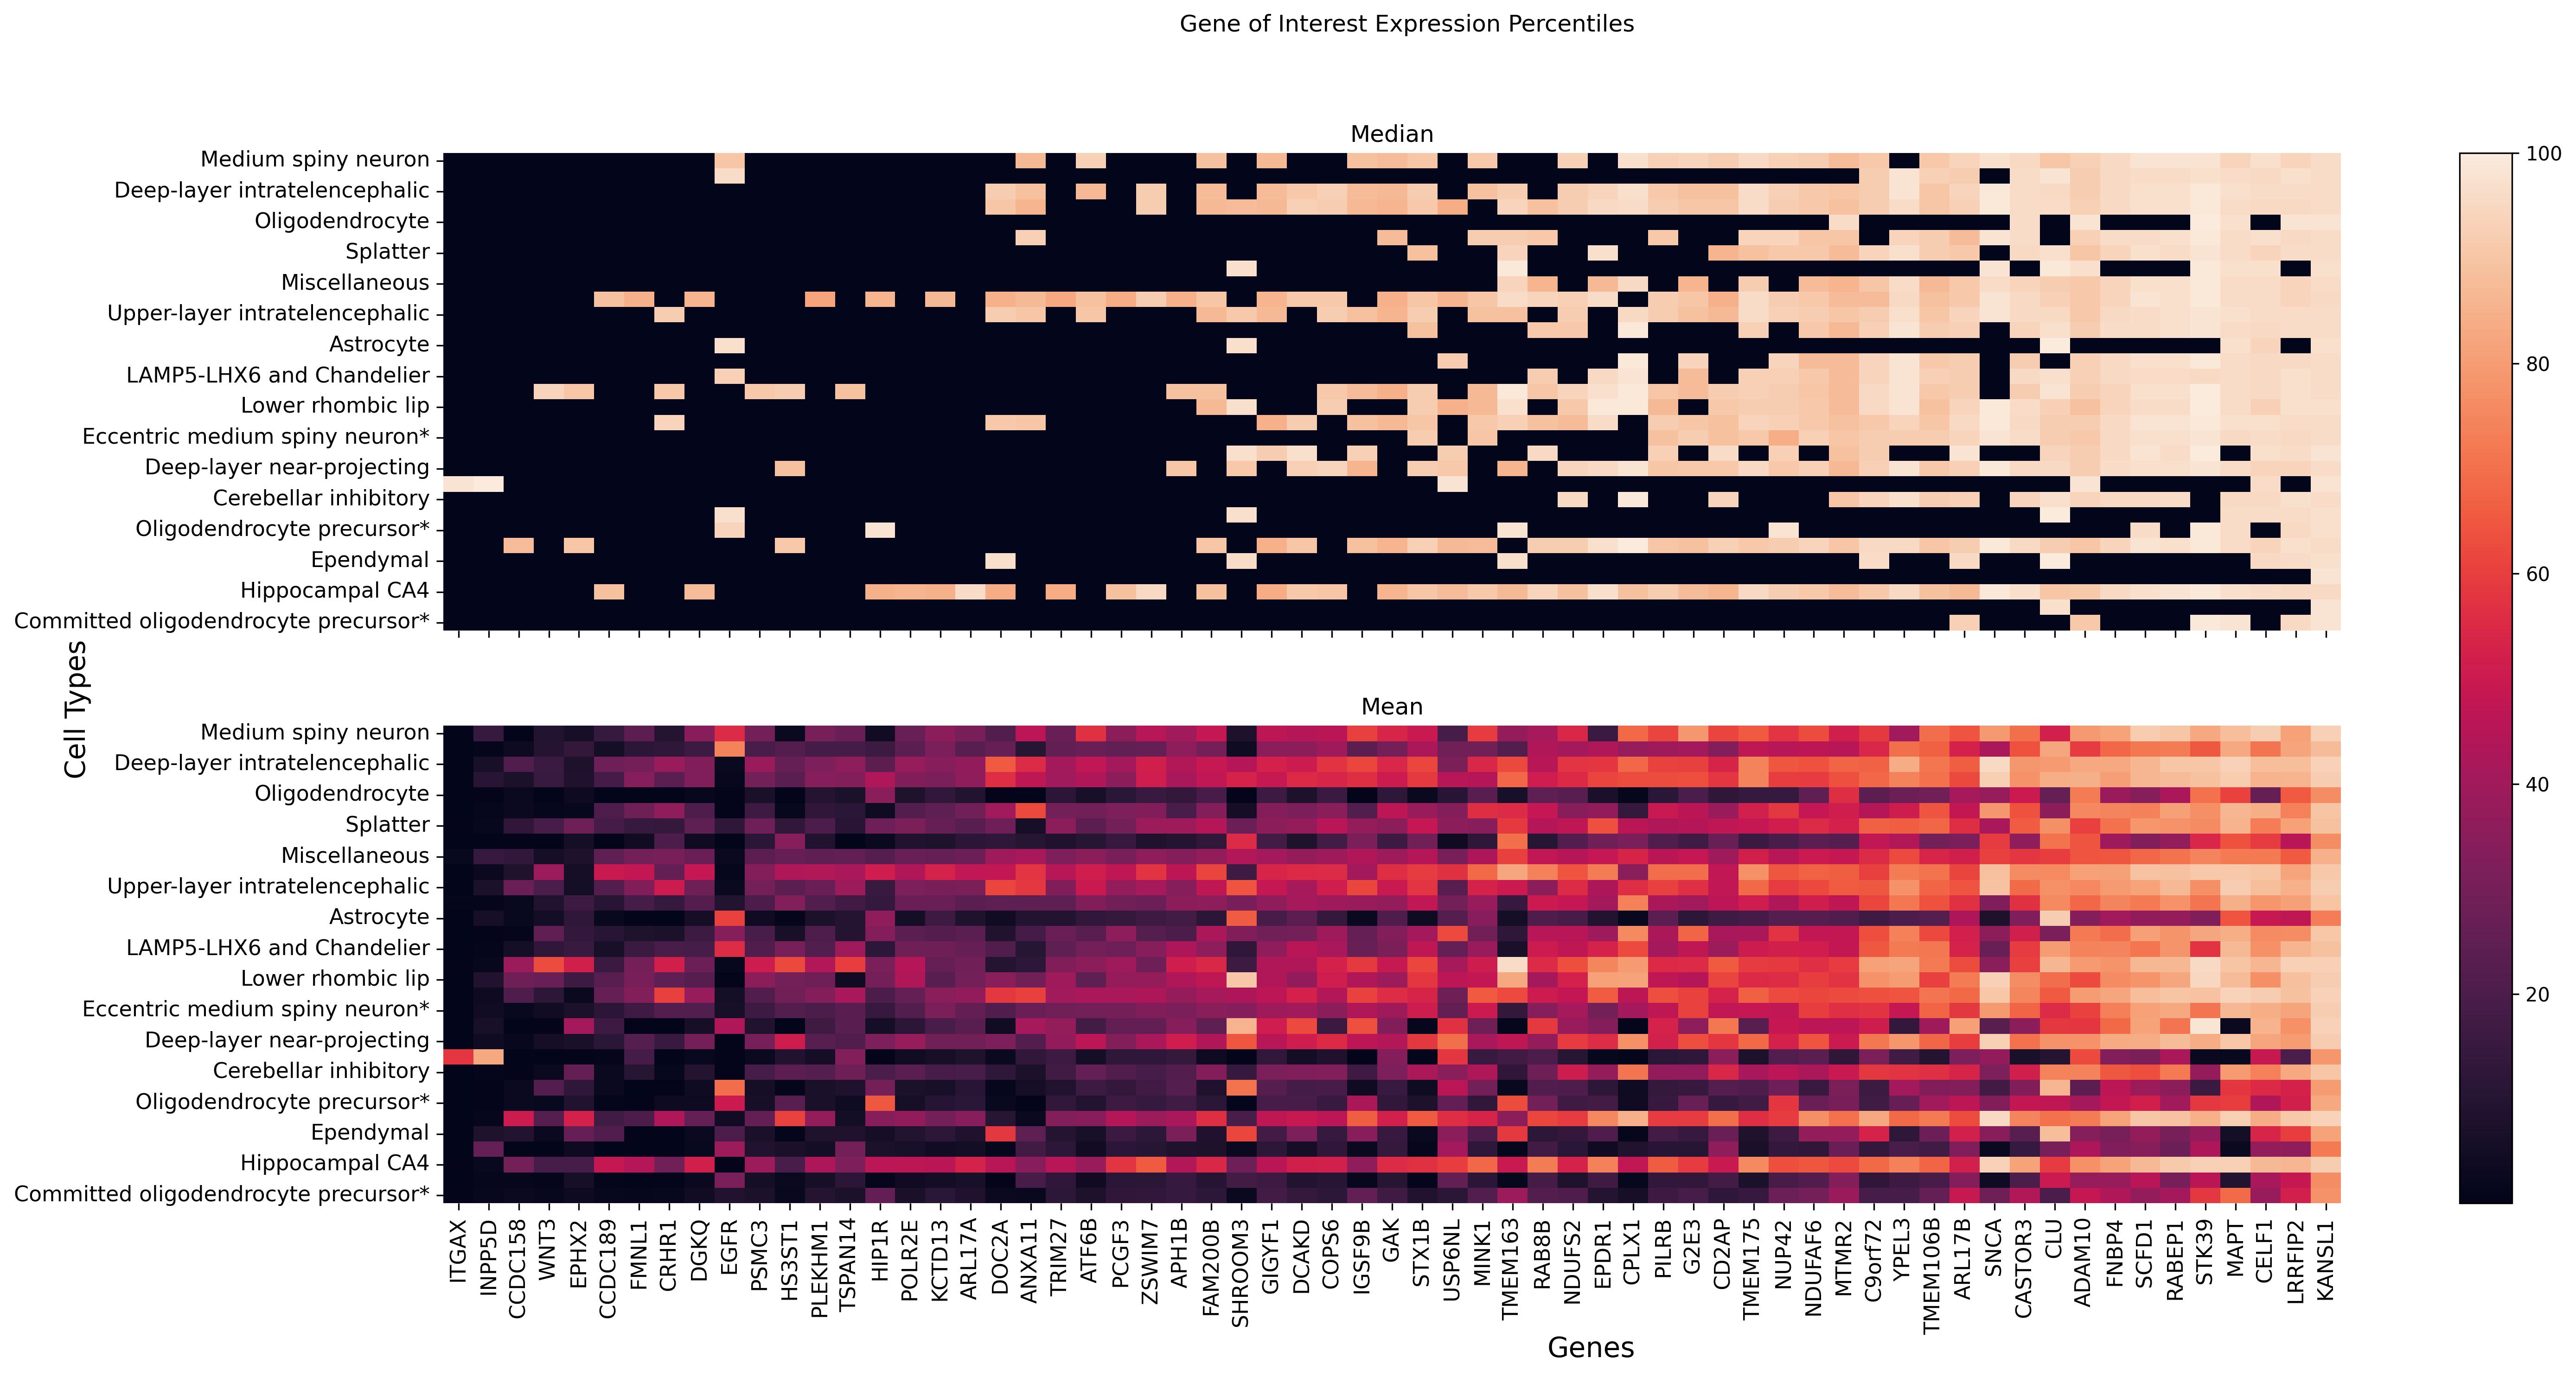 Gene of Interest Expression Percentiles
Median
Medium spiny neuron
Deep-layer intratelencephalic
Oligodendrocyte
Splatter
Miscellaneous
Upper-layer intratelencephalic
Astrocyte
LAMP5-LHX6 and Chandelier
Lower rhombic lip
Eccentric medium spiny neuron*
Deep-layer near-projecting
Cerebellar inhibitory
Oligodendrocyte precursor*
Ependymal
Hippocampal CA4
Committed oligodendrocyte precursor*
Cell Types
Mean
Medium spiny neuron
Deep-layer intratelencephalic
Oligodendrocyte
Splatter
Miscellaneous
Upper-layer intratelencephalic
Astrocyte
LAMP5-LHX6 and Chandelier
Lower rhombic lip
Eccentric medium spiny neuron*
Deep-layer near-projecting
Cerebellar inhibitory
Oligodendrocyte precursor*
Ependymal
Hippocampal CA4
Committed oligodendrocyte precursor*
ITGAX
INPP5D
CCDC158
WNT3
EPHX2
CCDC189
FMNL1
CRHR1
DGKQ
EGFR
PSMC3
HS3ST1
PLEKHM1
TSPAN14
HIP1R
POLR2E
KCTD13
ARL17A
DOC2A
ANXA11
TRIM27
ATF6B
PCGF3
ZSWIM7
APH1B
FAM200B
SHROOM3
GIGYF1
DCAKD
COPS6
IGSF9B
GAK
STX1B
USP6NL
MINK1
TMEM163
RAB8B
NDUFS2
EPDR1
CPLX1
PILRB
G2E3
CD2AP
TMEM175
NUP42
NDUFAF6
MTMR2
C9orf72
YPEL3
TMEM106B
ARL17B
SNCA
CASTOR3
CLU
ADAM10
FNBP4
SCFD1
RABEP1
STK39
MAPT
CELF1
LRRFIP2
KANSL1
Genes
100
80
60
40
20